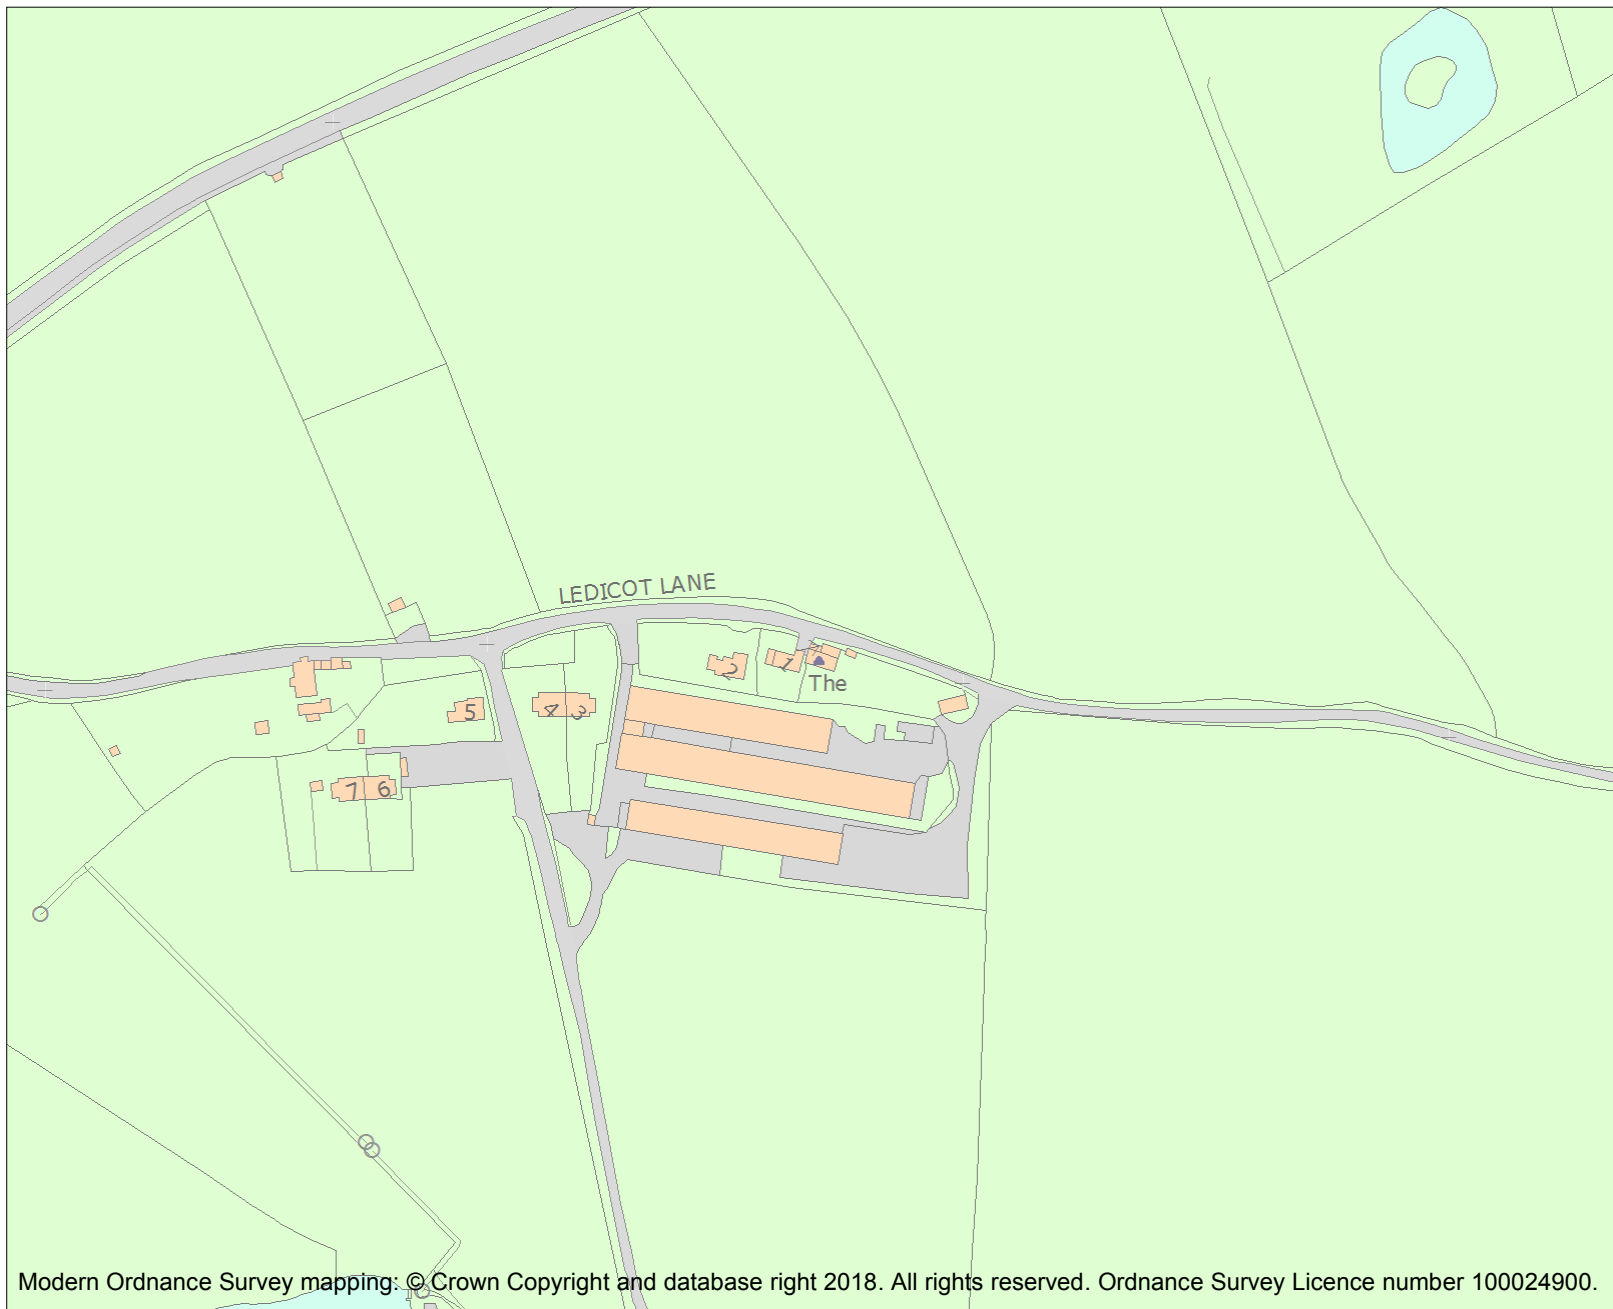 LEDICOT LANE
2
1
The
5
4
3
7
6
Modern Ordnance Survey mapping: © Crown Copyright and database right 2018. All rights reserved. Ordnance Survey Licence number 100024900.